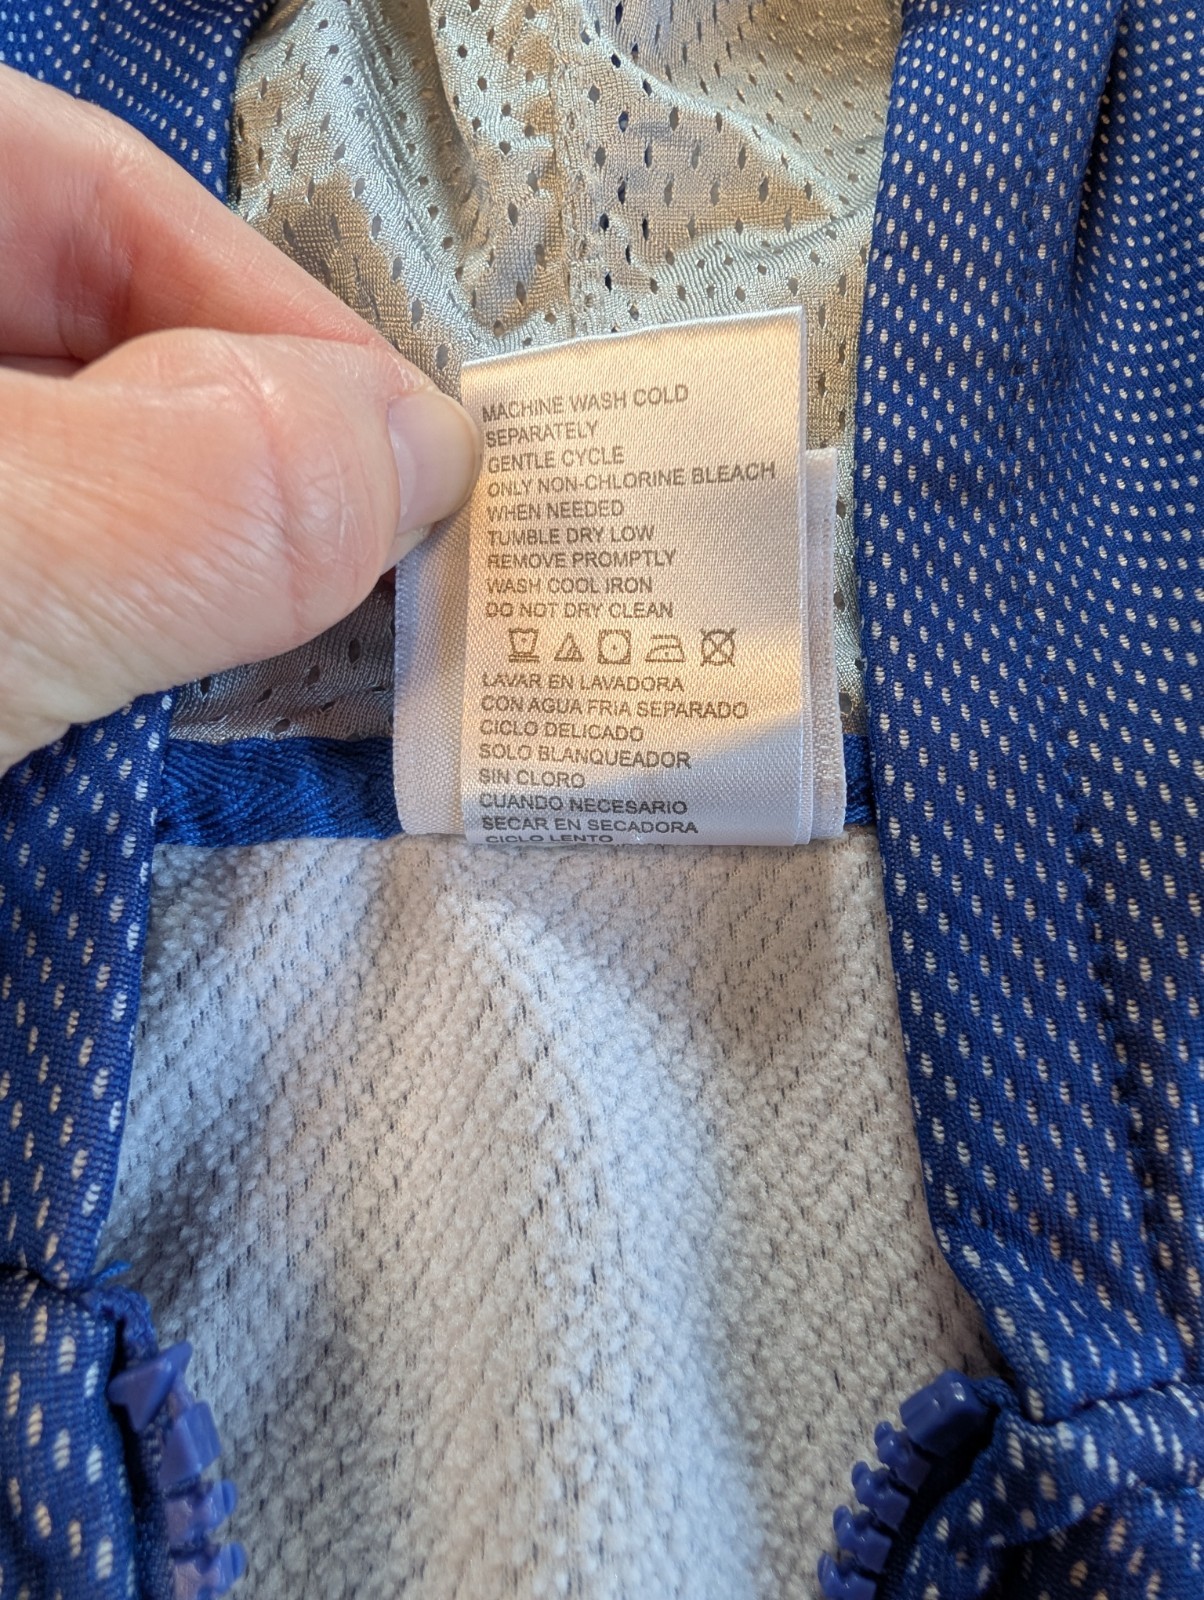 MACHINE WASH COLD
SEPARATELY
GENTLE CYCLE
ONLY NON-CHLORINE BLEACH
WHEN NEEDED
TUMBLE DRY LOW
REMOVE PROMPTLY
WASH COOL IRON
DO NOT DRY CLEAN
LAVAR EN LAVADORA
CON AGUA FRIA SEPARADO
CICLO DELICADO
SOLO BLANQUEADOR
SIN CLORO
CUANDO NECESARIO
SECAR EN SECADORA
CICLO LENTO